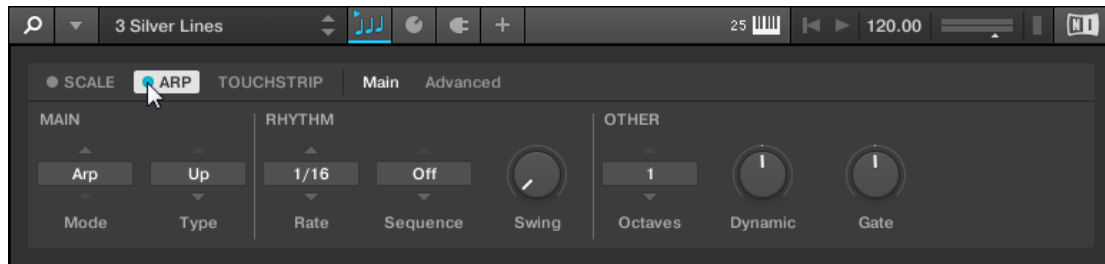 3 Silver Lines 25 120.00 NI
SCALE ARP TOUCHSTRIP Main Advanced
MAIN RHYTHM OTHER
Arp Up 1/16 Off 1
Mode Type Rate Sequence Swing Octaves Dynamic Gate